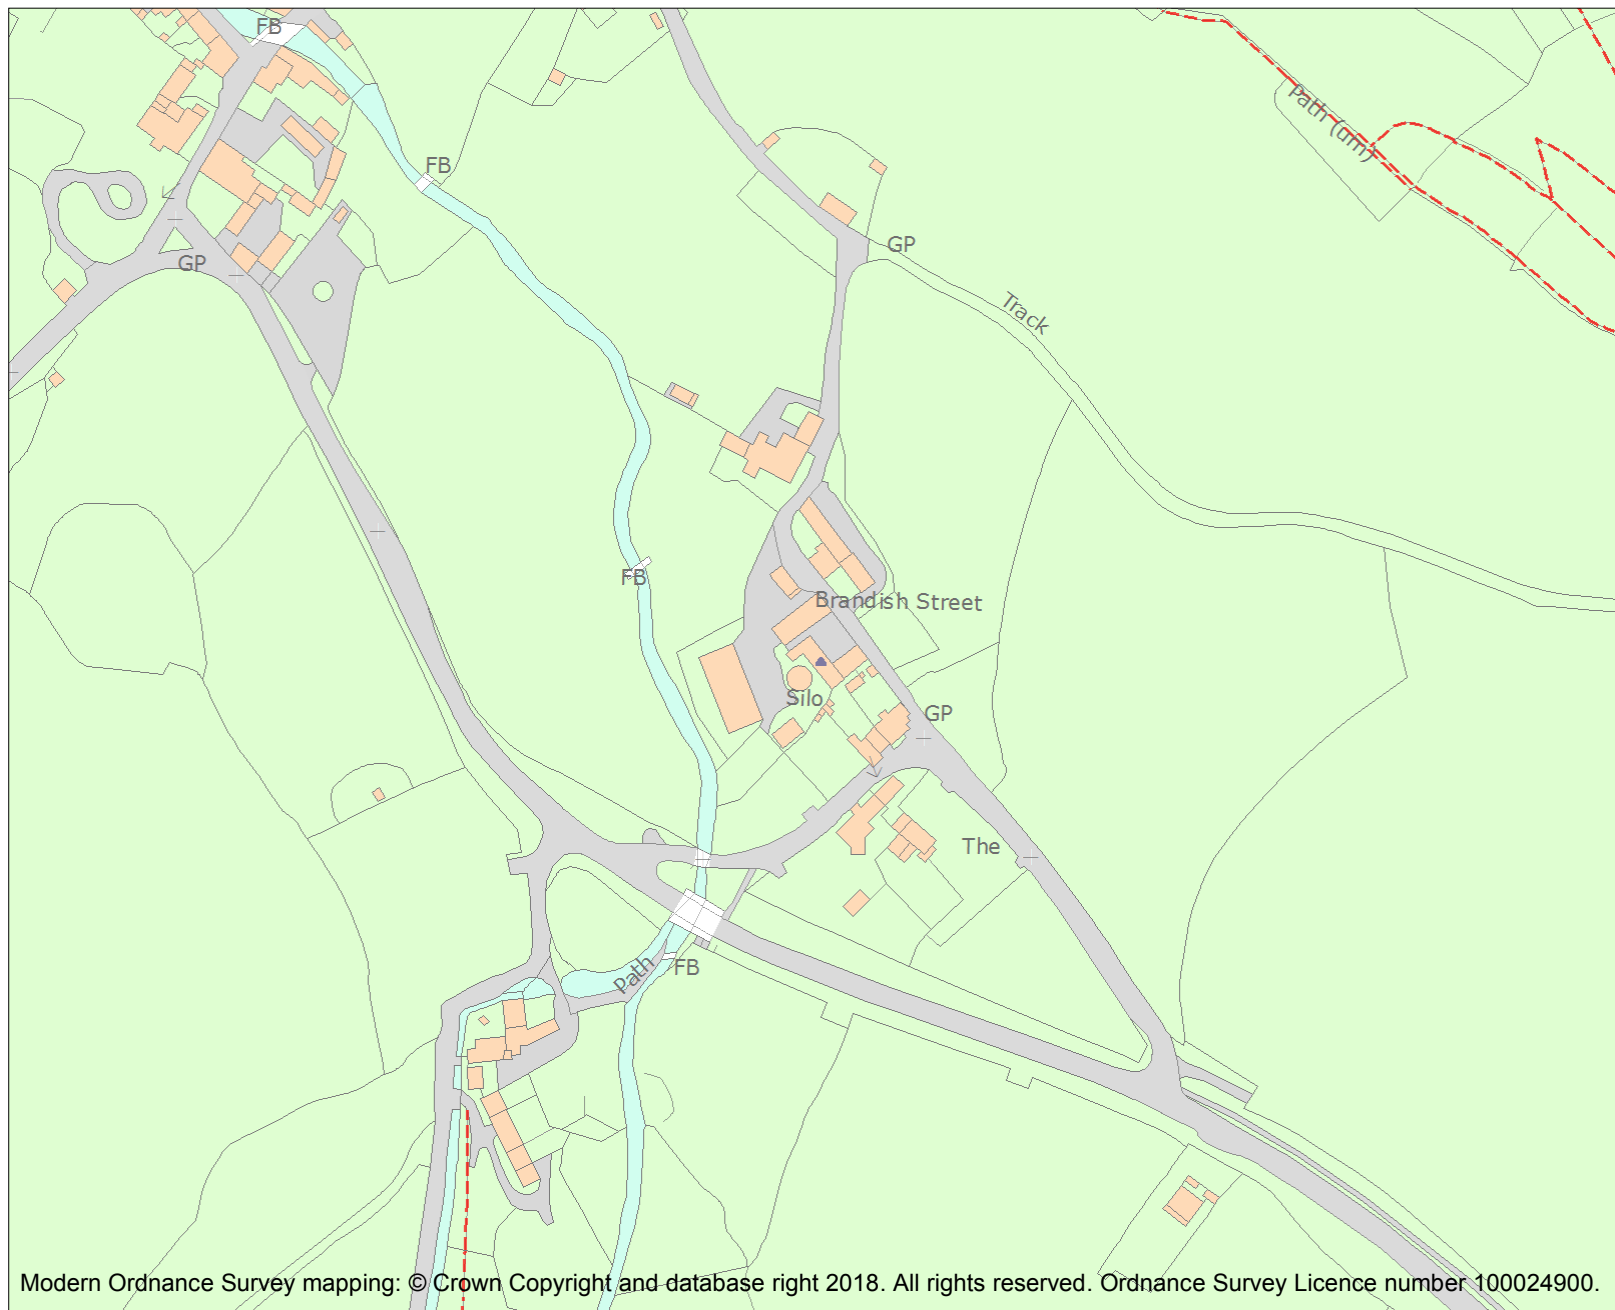 FB
Path (um)
FB
GP
GP
Track
FB
Brandish Street
Silo
GP
The
Path
FB
Modern Ordnance Survey mapping: © Crown Copyright and database right 2018. All rights reserved. Ordnance Survey Licence number 100024900.